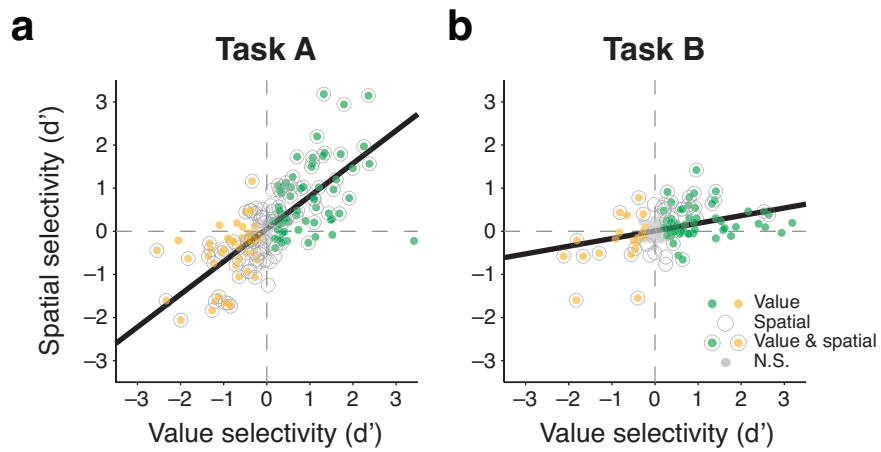 a
Task A
Spatial selectivity (d’)
3
2
1
0
−1
−2
−3
−3 −2 −1 0 1 2 3
Value selectivity (d’)
b
Task B
3
2
1
0
−1
−2
−3
−3 −2 −1 0 1 2 3
Value selectivity (d’)
Value
Spatial
Value & spatial
N.S.